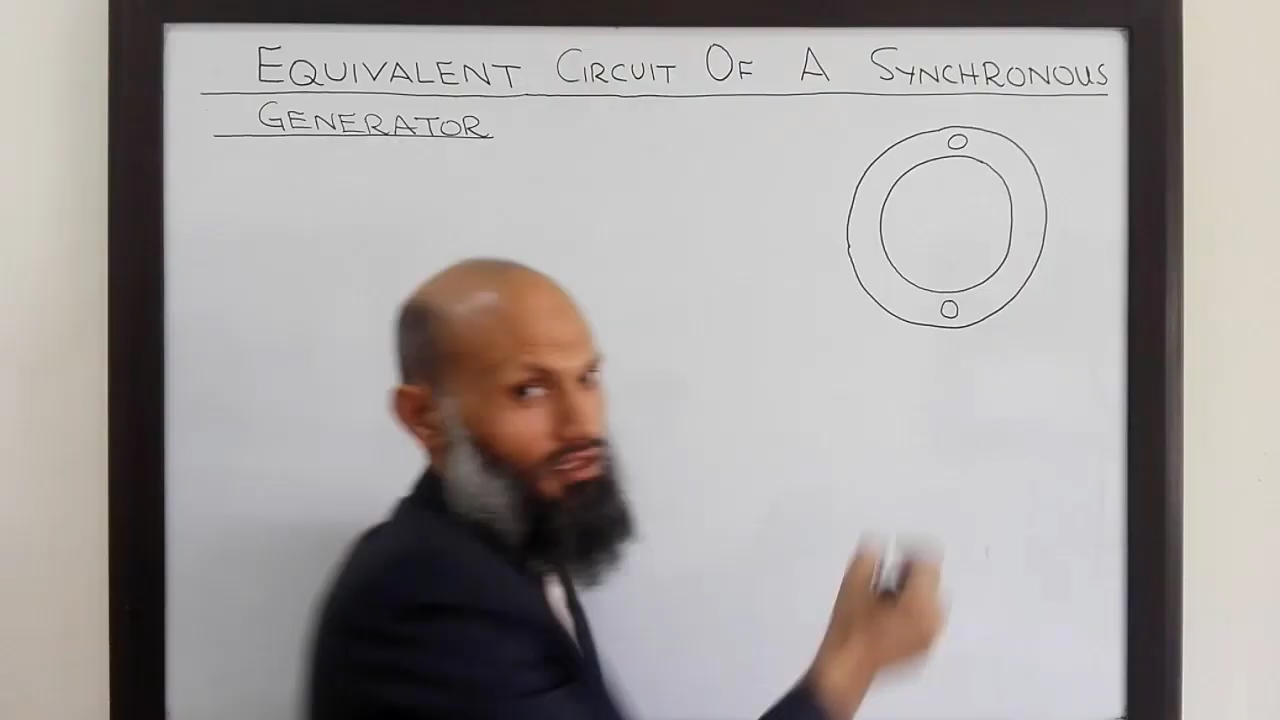 EQUIVALENT CIRCUIT OF A SYNCHRONOUS
GENERATOR